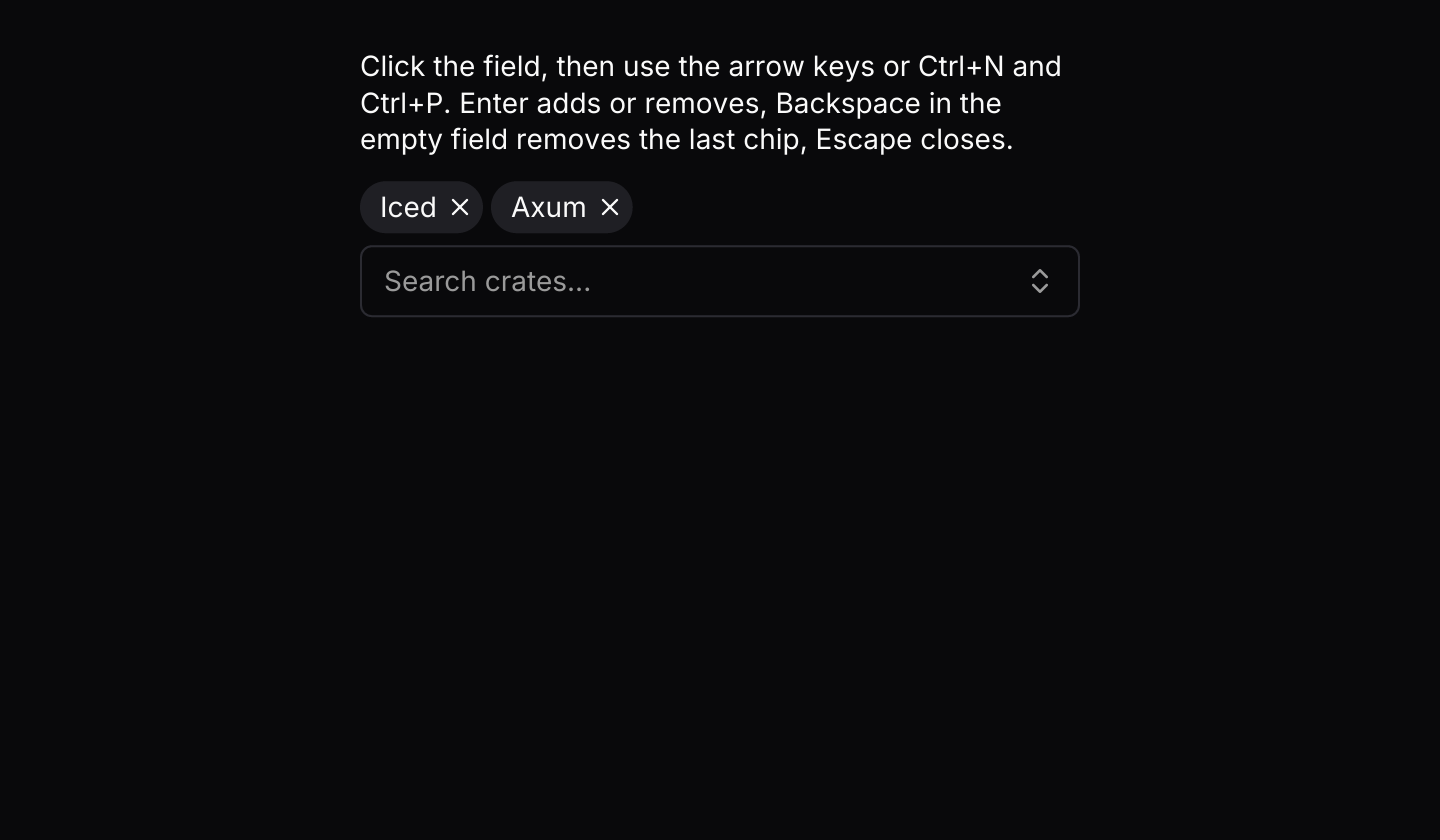 Click the field, then use the arrow keys or Ctrl+N and
Ctrl+P. Enter adds or removes, Backspace in the
empty field removes the last chip, Escape closes.
Iced Axum
Search crates...